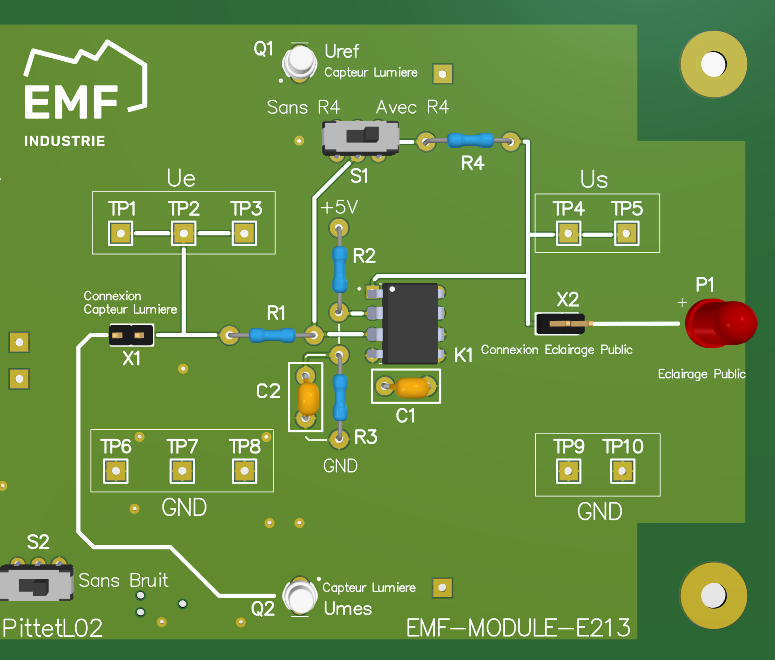 EMF
INDUSTRIE
Q1
Uref
Capteur Lumiere
Sans R4
Avec R4
S1
R4
Ue
TP1
TP2
TP3
+5V
R2
Us
TP4
TP5
Connexion
Capteur Lumiere
X1
R1
K1
X2
Connexion Eclairage Public
+
P1
Eclairage Public
C2
C1
R3
GND
TP6
TP7
TP8
GND
TP9
TP10
GND
S2
Sans Bruit
Q2
Capteur Lumiere
Umes
PittetL02
EMF-MODULE-E213